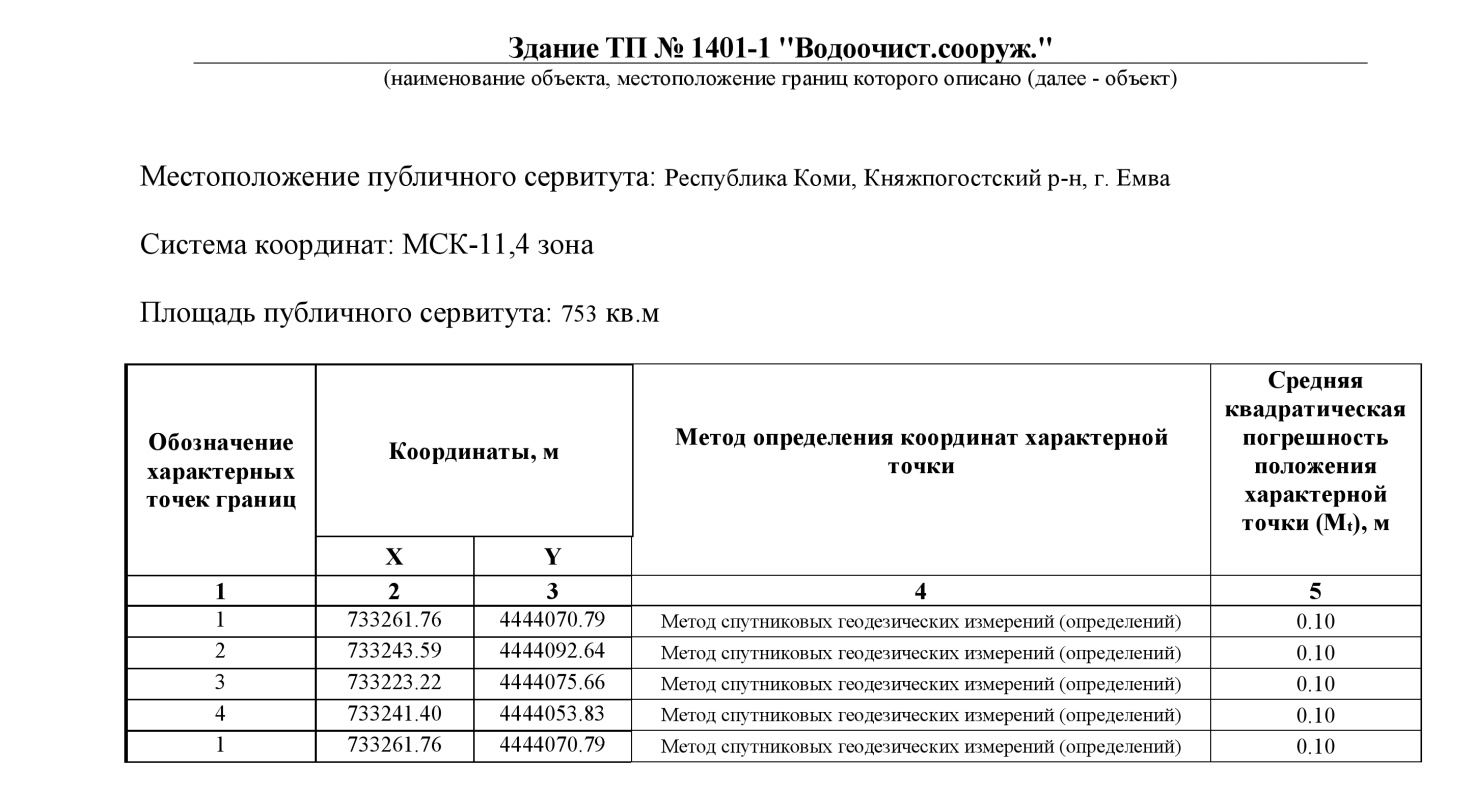 Здание ТП № 1401-1 "Водоочист.сооруж."
(наименование объекта, местоположение границ которого описано (далее - объект)
Местоположение публичного сервитута: Республика Коми, Княжпогостский р-н, г. Емва
Система координат: МСК-11,4 зона
Площадь публичного сервитута: 753 кв.м
Обозначение
характерных
точек границ
Координаты, м
Метод определения координат характерной
точки
Средняя
квадратическая
погрешность
положения
характерной
точки (Mt), м
X Y
1 2 3 4 5
1 733261.76 4444070.79 Метод спутниковых геодезических измерений (определений) 0.10
2 733243.59 4444092.64 Метод спутниковых геодезических измерений (определений) 0.10
3 733223.22 4444075.66 Метод спутниковых геодезических измерений (определений) 0.10
4 733241.40 4444053.83 Метод спутниковых геодезических измерений (определений) 0.10
1 733261.76 4444070.79 Метод спутниковых геодезических измерений (определений) 0.10